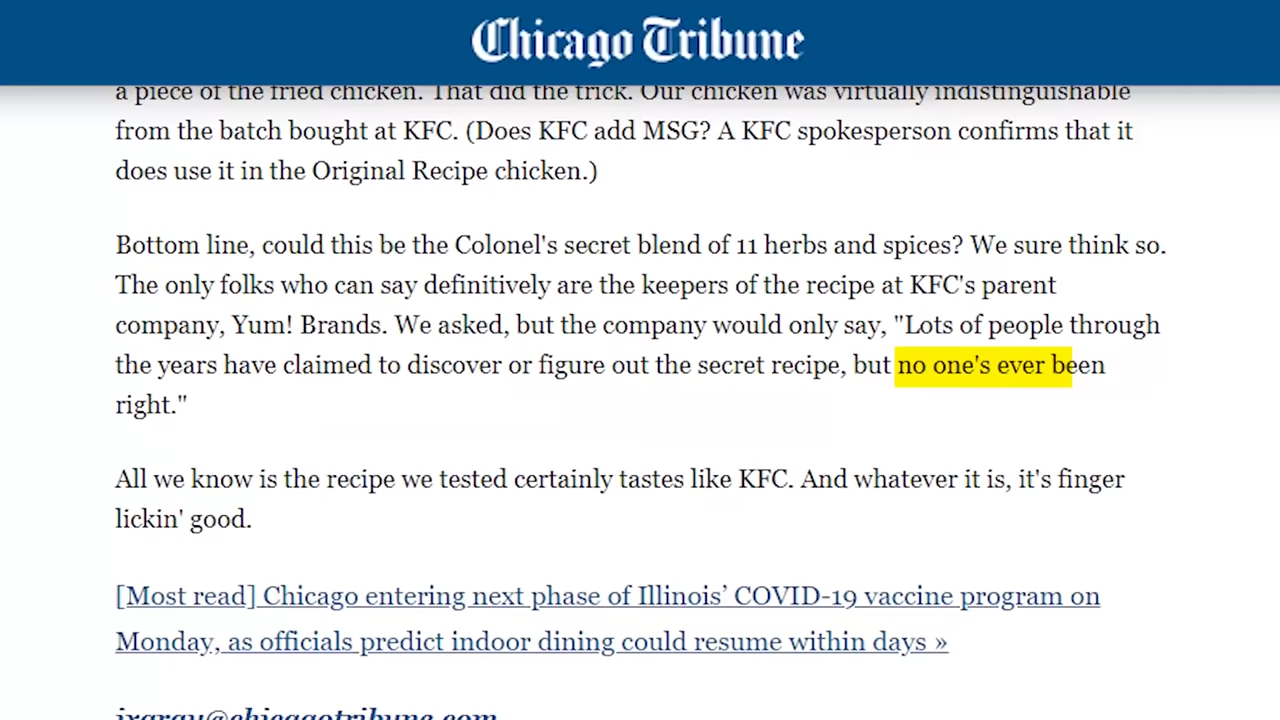 Chicago Tribune
a piece of the fried chicken. That did the trick. Our chicken was virtually indistinguishable
from the batch bought at KFC. (Does KFC add MSG? A KFC spokesperson confirms that it
does use it in the Original Recipe chicken.)
Bottom line, could this be the Colonel's secret blend of 11 herbs and spices? We sure think so.
The only folks who can say definitively are the keepers of the recipe at KFC's parent
company, Yum! Brands. We asked, but the company would only say, "Lots of people through
the years have claimed to discover or figure out the secret recipe, but no one's ever been
right."
All we know is the recipe we tested certainly tastes like KFC. And whatever it is, it's finger
lickin' good.
[Most read] Chicago entering next phase of Illinois’ COVID-19 vaccine program on
Monday, as officials predict indoor dining could resume within days »
jxgray@chicagotribune.com